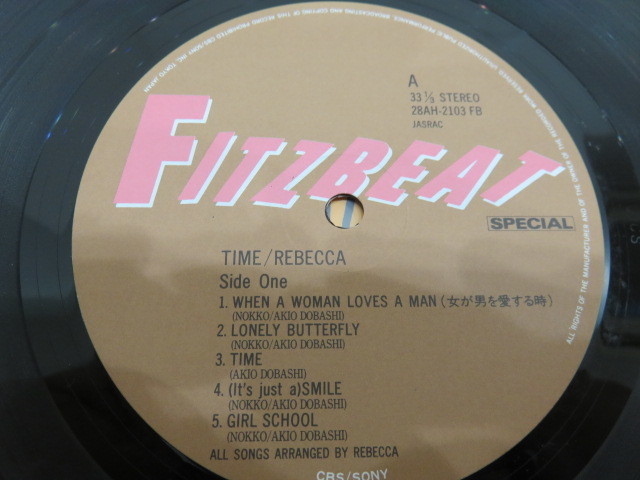 A
33 1/3 STEREO
28AH-2103 FB
JASRAC
FITZBEAT
SPECIAL
TIME/REBECCA
Side One
1. WHEN A WOMAN LOVES A MAN (女が男を愛する時)
(NOKKO/AKIO DOBASHI)
2. LONELY BUTTERFLY
(NOKKO/AKIO DOBASHI)
3. TIME
(AKIO DOBASHI)
4. (It's just a)SMILE
(NOKKO/AKIO DOBASHI)
5. GIRL SCHOOL
(NOKKO/AKIO DOBASHI)
ALL SONGS ARRANGED BY REBECCA
CBS/SONY
ALL RIGHTS OF THE MANUFACTURER AND OF THE